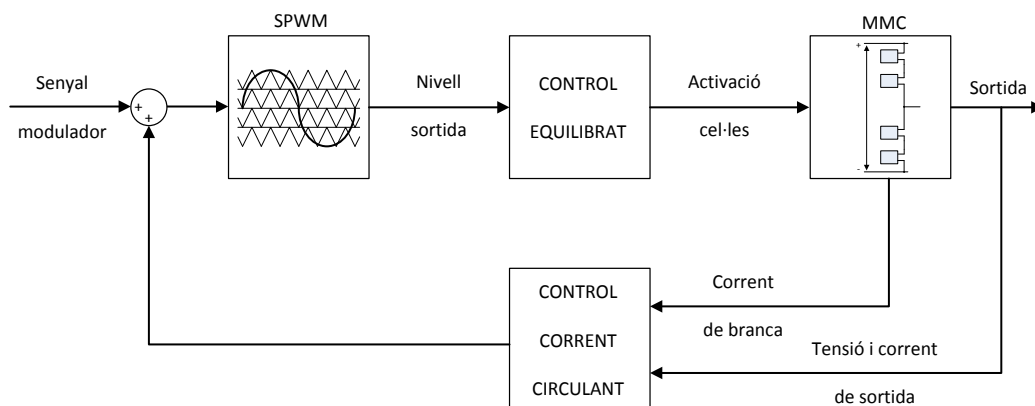 SPWM
MMC
Senyal
modulador
+
+
Nivell
sortida
CONTROL
EQUILIBRAT
Activació
cel·les
+
-
Sortida
CONTROL
CORRENT
CIRCULANT
Corrent
de branca
Tensió i corrent
de sortida